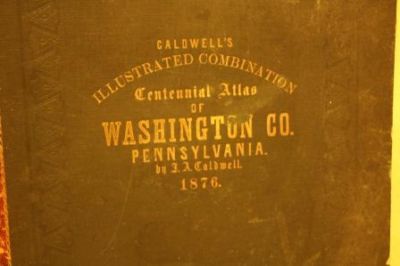 CALDWELL'S
ILLUSTRATED COMBINATION
Centennial Atlas
OF
WASHINGTON CO.
PENNSYLVANIA.
by J.A. Caldwell.
1876.